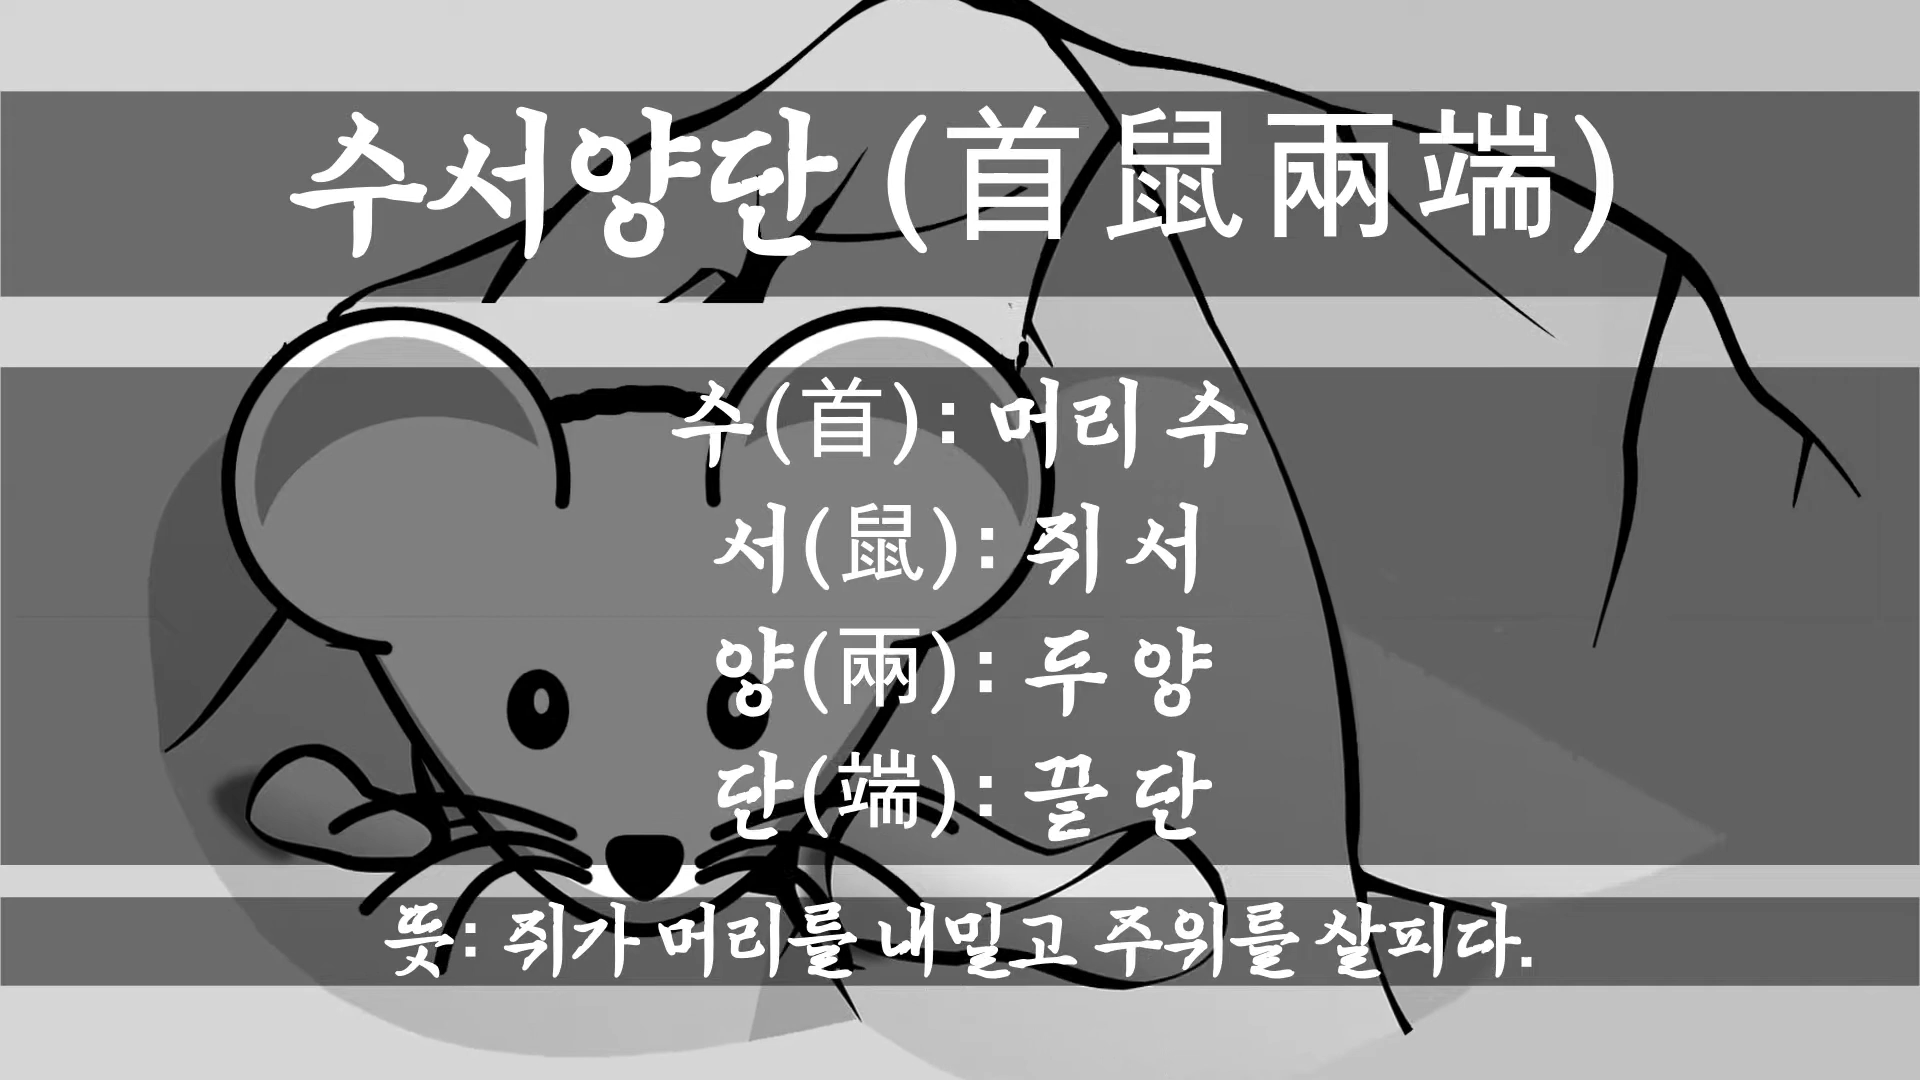 수서양단 (首鼠兩端)
수(首) : 머리 수
서(鼠) : 쥐 서
양(兩) : 두 양
단(端) : 끝 단
뜻: 쥐가 머리를 내밀고 주위를 살피다.